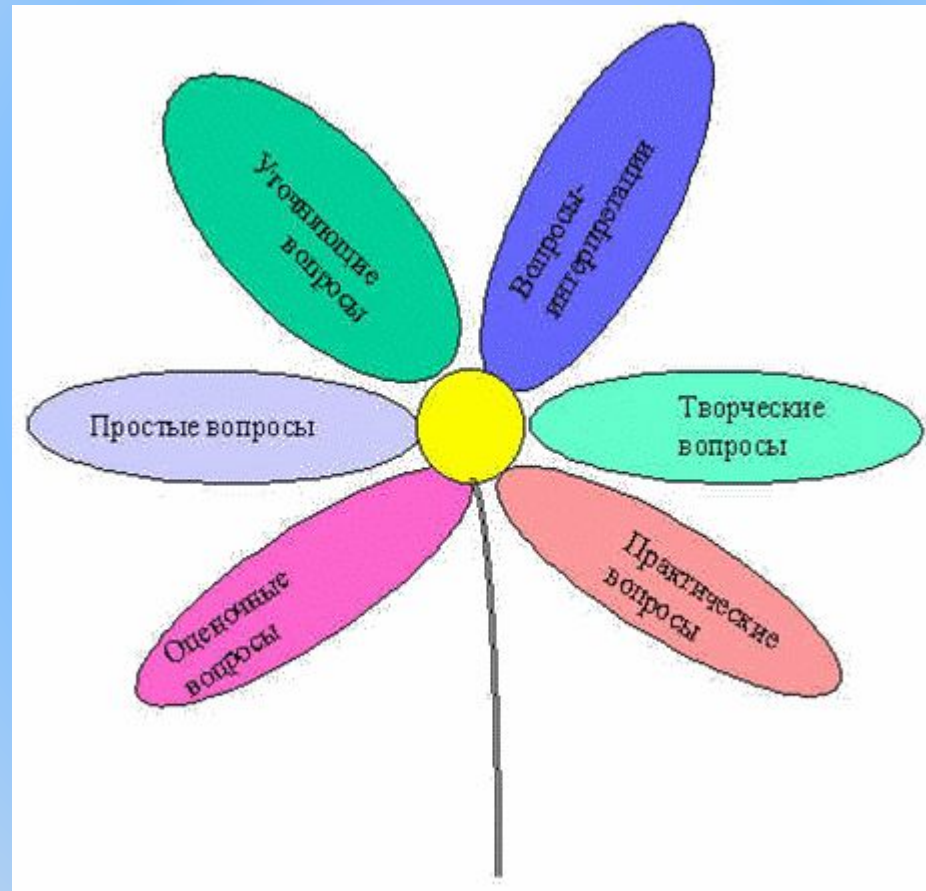 Уточняющие
вопросы
Вопросы-
интерпретации
Простые вопросы
Творческие
вопросы
Оценочные
вопросы
Практические
вопросы